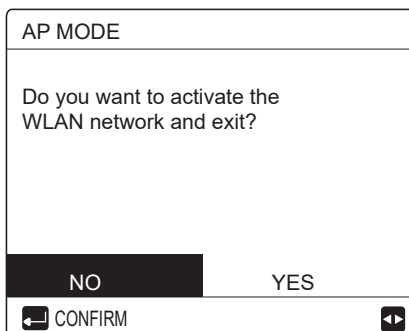 AP MODE
Do you want to activate the
WLAN network and exit?
NO YES
CONFIRM